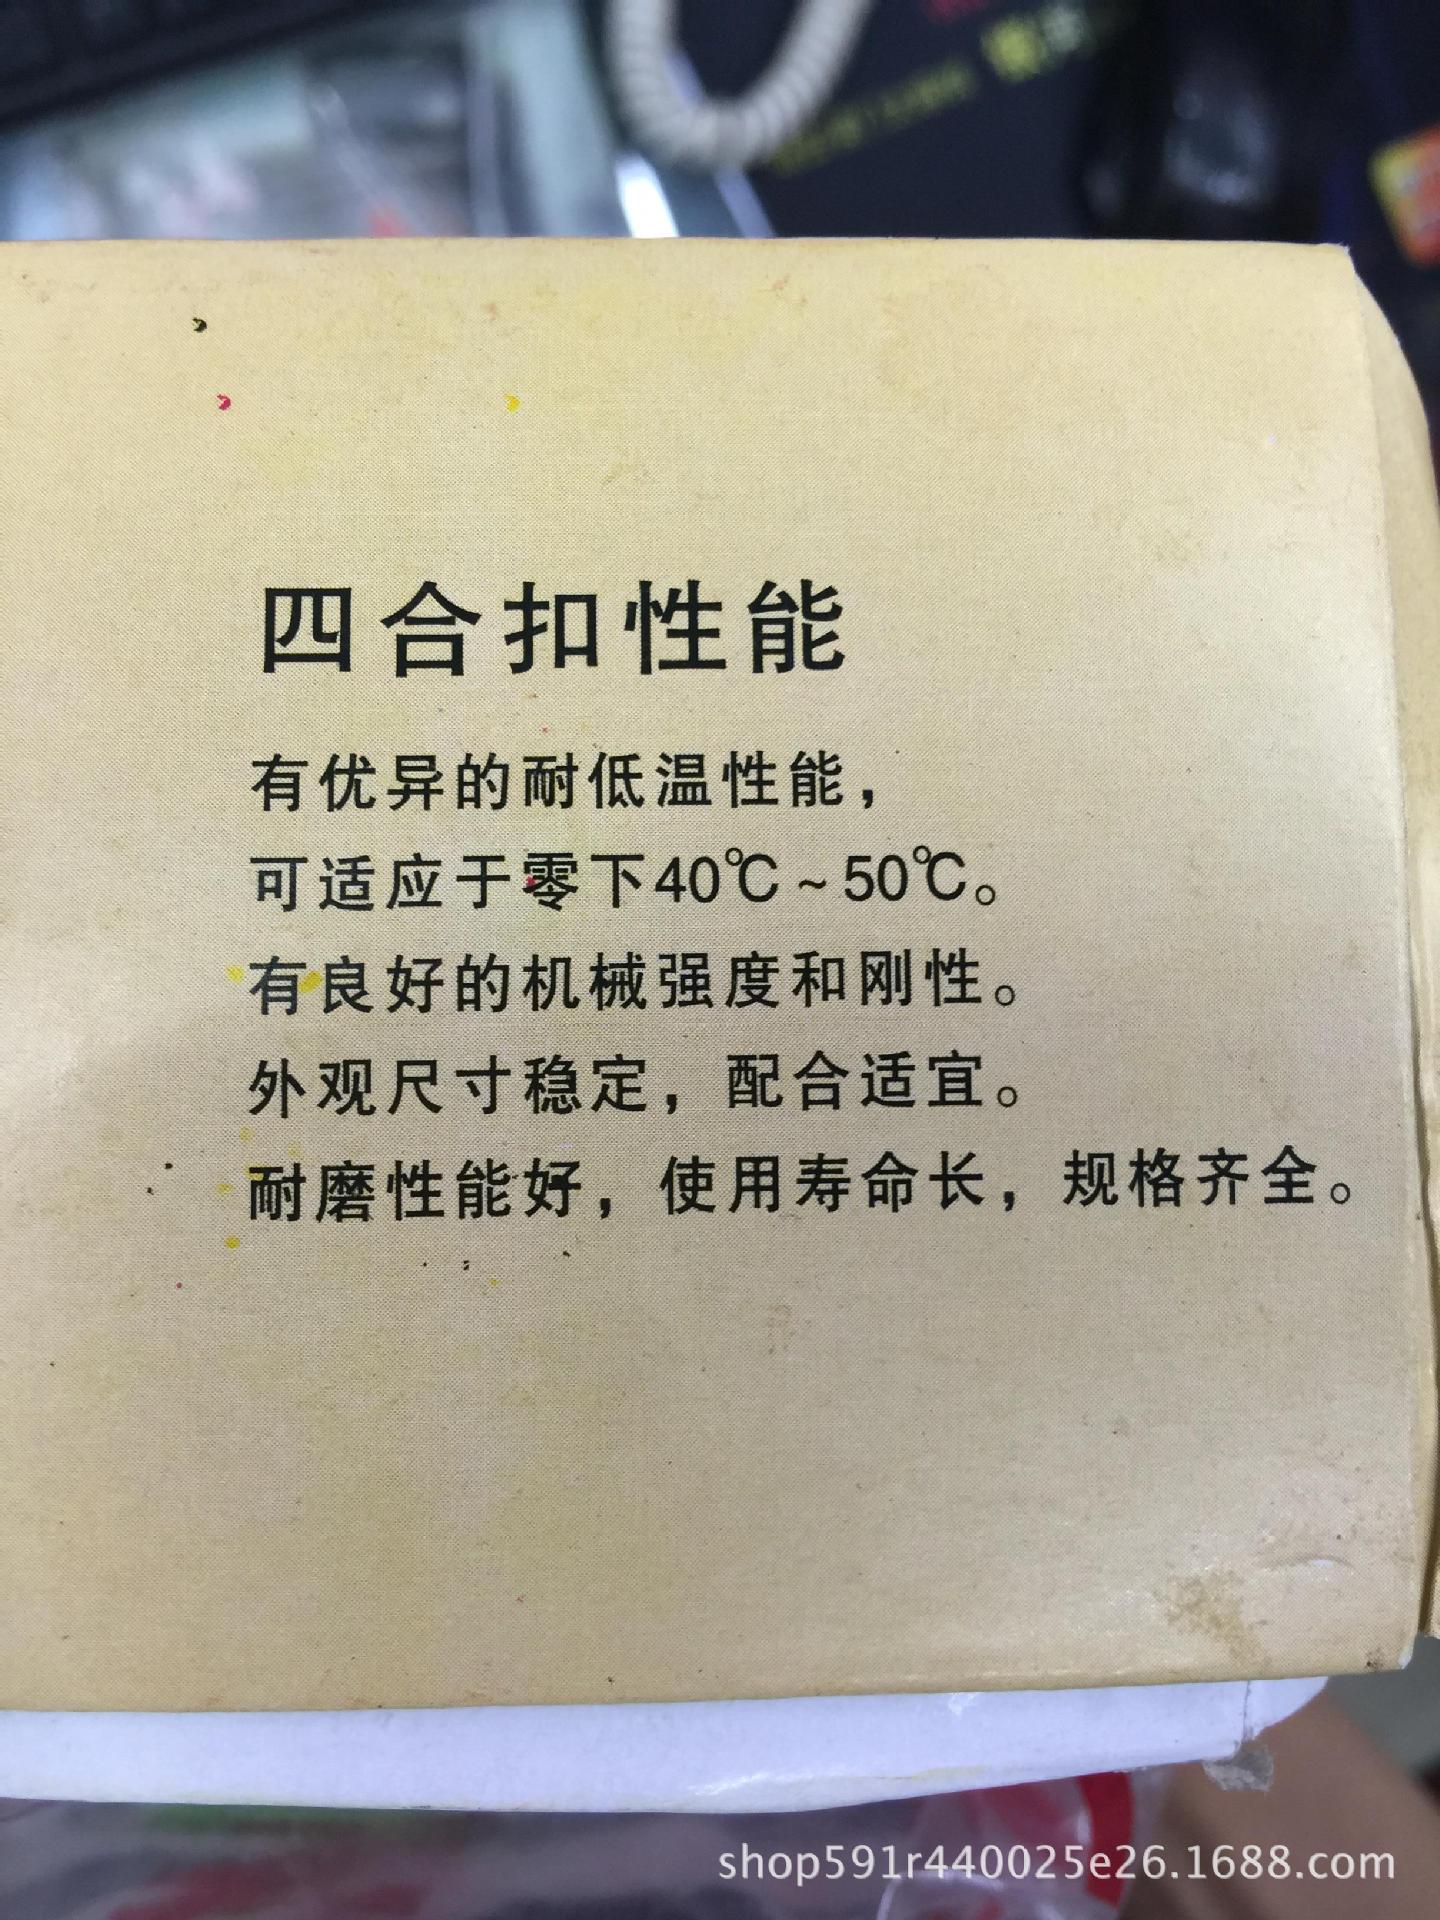 四合扣性能
有优异的耐低温性能，
可适应于零下40℃~50℃。
有良好的机械强度和刚性。
外观尺寸稳定，配合适宜。
耐磨性能好，使用寿命长，规格齐全。
shop591r440025e26.1688.com